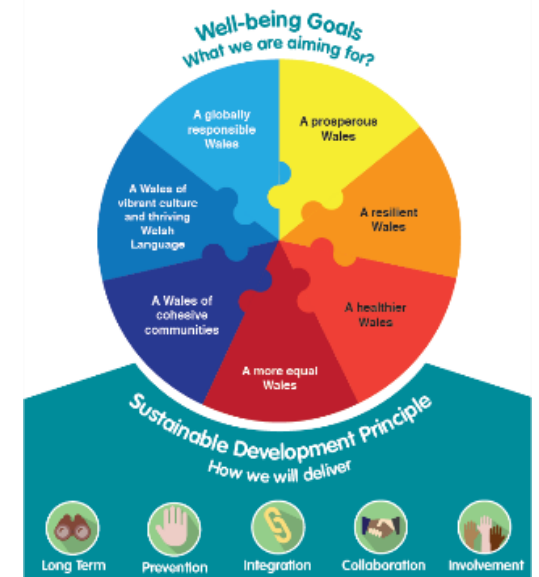 Well-being Goals
What we are aiming for?
A globally
responsible
Wales
A prosperous
Wales
A Wales of
vibrant culture
and thriving
Welsh
Language
A resilient
Wales
A Wales of
cohesive
communities
A healthier
Wales
A more equal
Wales
Sustainable Development Principle
How we will deliver
Long Term
Prevention
Integration
Collaboration
Involvement